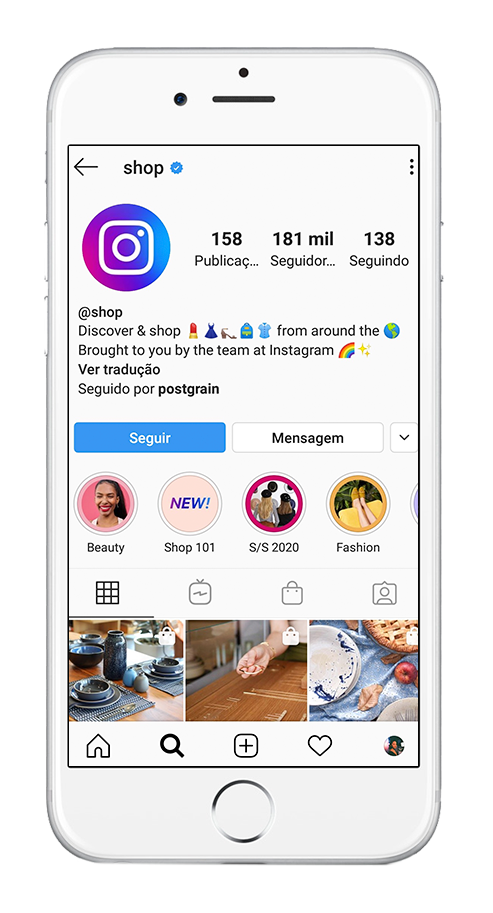 shop
158 181 mil 138
Publicaç... Seguidor... Seguindo
@shop
Discover & shop 💄👗👡🎒👚 from around the 🌎
Brought to you by the team at Instagram 🌈✨
Ver tradução
Seguido por postgrain
Seguir Mensagem
NEW!
Beauty Shop 101 S/S 2020 Fashion